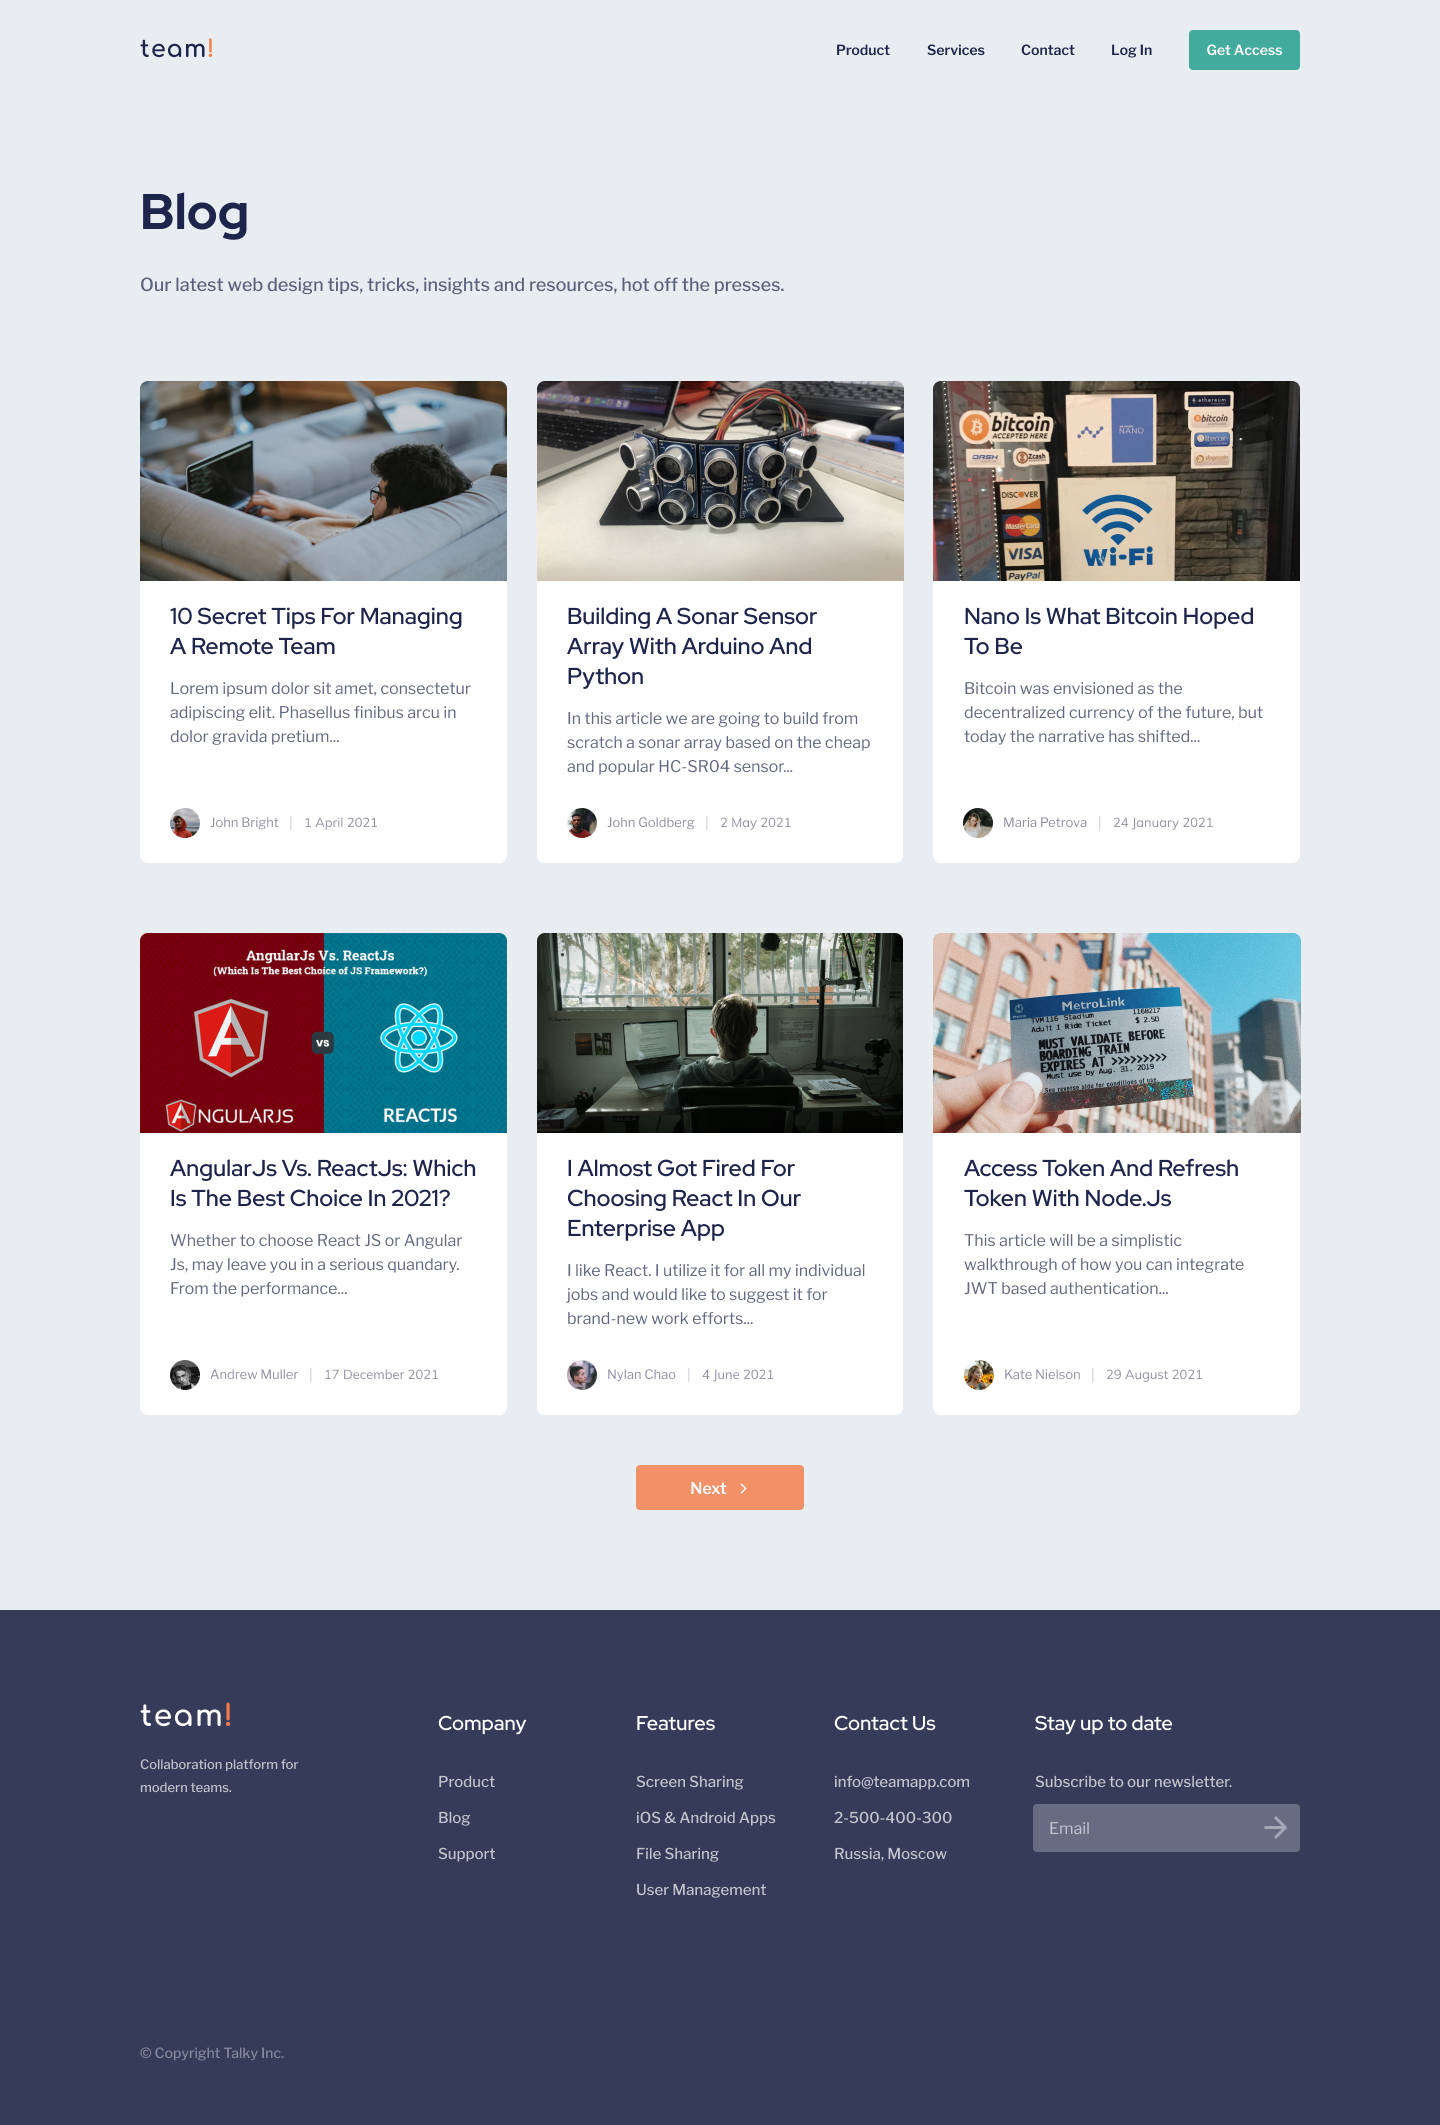 team!
Product
Services
Contact
Log In
Get Access
Blog
Our latest web design tips, tricks, insights and resources, hot off the presses.
bitcoin
ACCEPTED HERE
DASH
Zcash
NANO
ethereum
bitcoin
litecoin
dogecoin
DISCOVER
MasterCard
VISA
PayPal
Wi-Fi
10 Secret Tips For Managing
A Remote Team
Lorem ipsum dolor sit amet, consectetur
adipiscing elit. Phasellus finibus arcu in
dolor gravida pretium...
John Bright | 1 April 2021
Building A Sonar Sensor
Array With Arduino And
Python
In this article we are going to build from
scratch a sonar array based on the cheap
and popular HC-SR04 sensor...
John Goldberg | 2 May 2021
Nano Is What Bitcoin Hoped
To Be
Bitcoin was envisioned as the
decentralized currency of the future, but
today the narrative has shifted...
Maria Petrova | 24 January 2021
AngularJs Vs. ReactJs
(Which Is The Best Choice of JS Framework?)
A
vs
ANGULARJS
REACTJS
MetroLink
TVM116 Stadium 1168217
Adult 1 Ride Ticket $ 2.50
MUST VALIDATE BEFORE
BOARDING TRAIN
EXPIRES AT >>>>>>>>>
Must use by Aug. 31, 2019
See reverse side for conditions of use.
AngularJs Vs. ReactJs: Which
Is The Best Choice In 2021?
Whether to choose React JS or Angular
Js, may leave you in a serious quandary.
From the performance...
Andrew Muller | 17 December 2021
I Almost Got Fired For
Choosing React In Our
Enterprise App
I like React. I utilize it for all my individual
jobs and would like to suggest it for
brand-new work efforts...
Nylan Chao | 4 June 2021
Access Token And Refresh
Token With Node.Js
This article will be a simplistic
walkthrough of how you can integrate
JWT based authentication...
Kate Nielson | 29 August 2021
Next
team!
Collaboration platform for
modern teams.
Company
Product
Blog
Support
Features
Screen Sharing
iOS & Android Apps
File Sharing
User Management
Contact Us
info@teamapp.com
2-500-400-300
Russia, Moscow
Stay up to date
Subscribe to our newsletter.
Email
© Copyright Talky Inc.